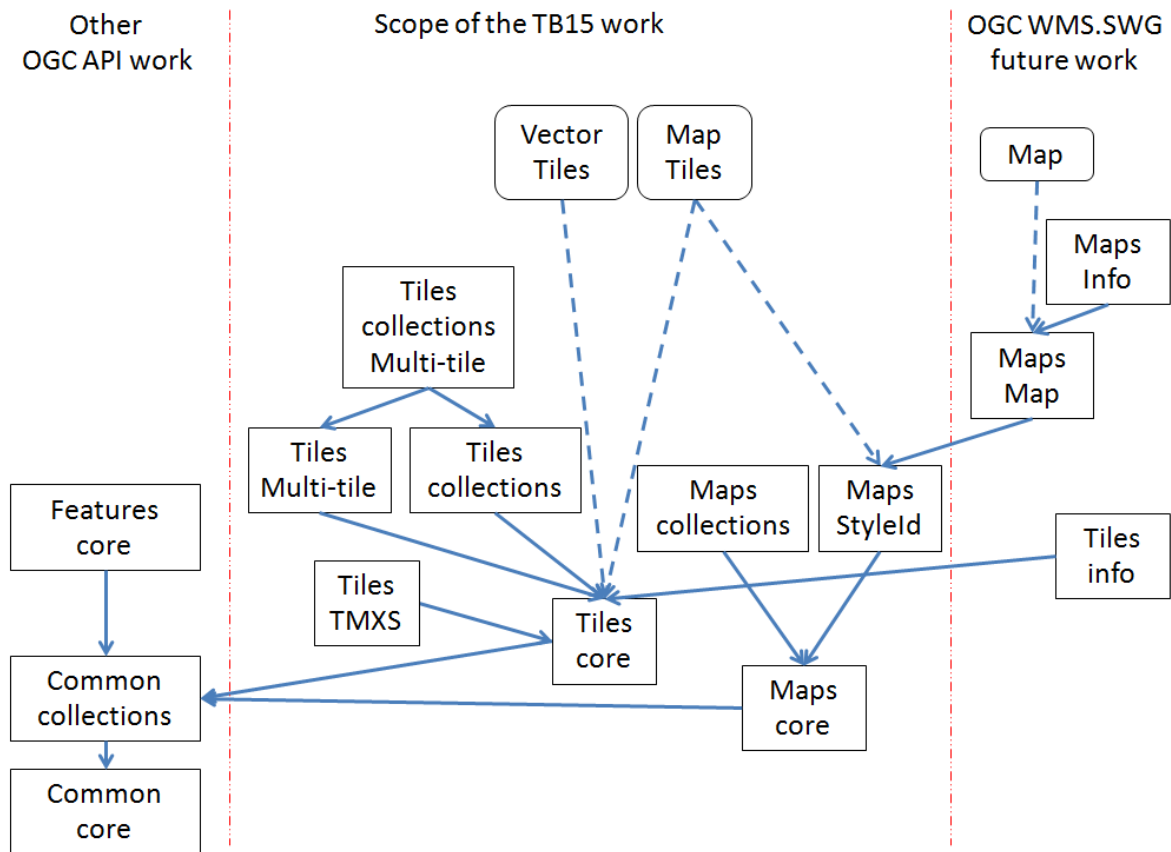 Other
OGC API work
Scope of the TB15 work
OGC WMS.SWG
future work
Vector
Tiles
Map
Tiles
Map
Maps
Info
Tiles
collections
Multi-tile
Maps
Map
Tiles
Multi-tile
Tiles
collections
Maps
collections
Maps
StyleId
Features
core
Tiles
info
Tiles
TMXS
Tiles
core
Common
collections
Maps
core
Common
core